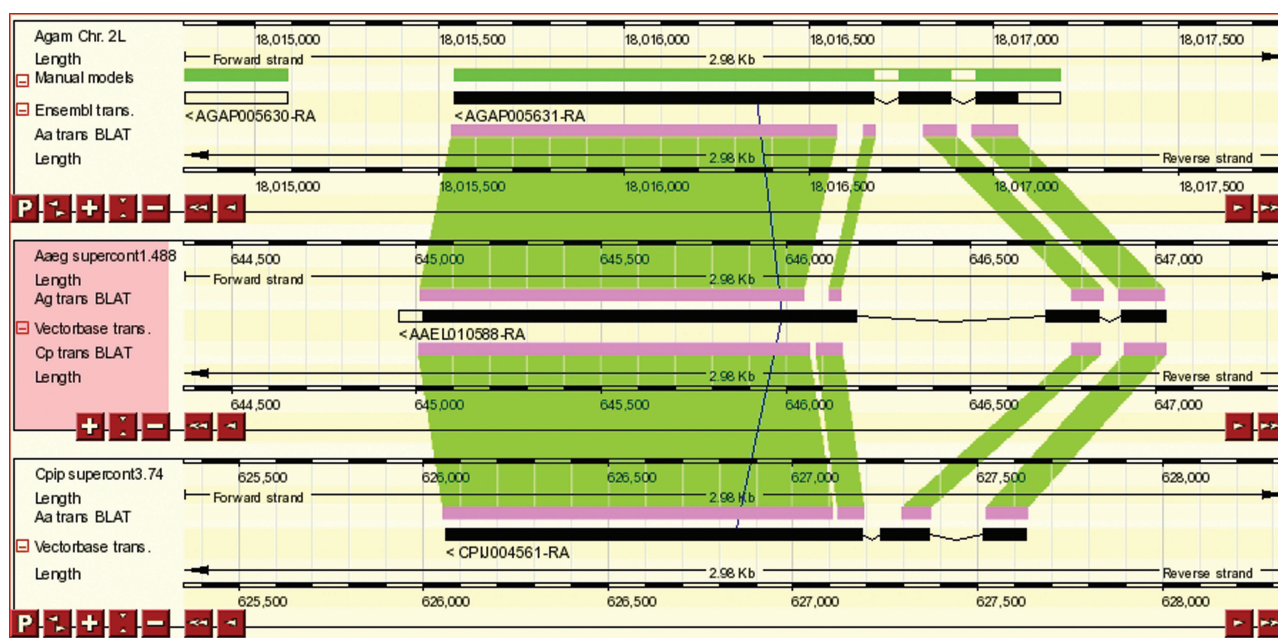 Agam Chr. 2L
18,015,000 18,015,500 18,016,000 18,016,500 18,017,000 18,017,500
Length Forward strand 2.98 Kb
Manual models
Ensembl trans.
<AGAP005630-RA <AGAP005631-RA
Aa trans BLAT
Length 2.98 Kb Reverse strand
18,015,000 18,015,500 18,016,000 18,016,500 18,017,000 18,017,500
P
Aaeg supercont1.488 644,500 645,000 645,500 646,000 646,500 647,000
Length Forward strand 2.98 Kb
Ag trans BLAT
Vectorbase trans.
<AAEL010588-RA
Cp trans BLAT
Length 2.98 Kb Reverse strand
644,500 645,000 645,500 646,000 646,500 647,000
Cpip supercont3.74 625,500 626,000 626,500 627,000 627,500 628,000
Length Forward strand 2.98 Kb
Aa trans BLAT
Vectorbase trans.
< CPIJ004561-RA
Length 2.98 Kb Reverse strand
625,500 626,000 626,500 627,000 627,500 628,000
P